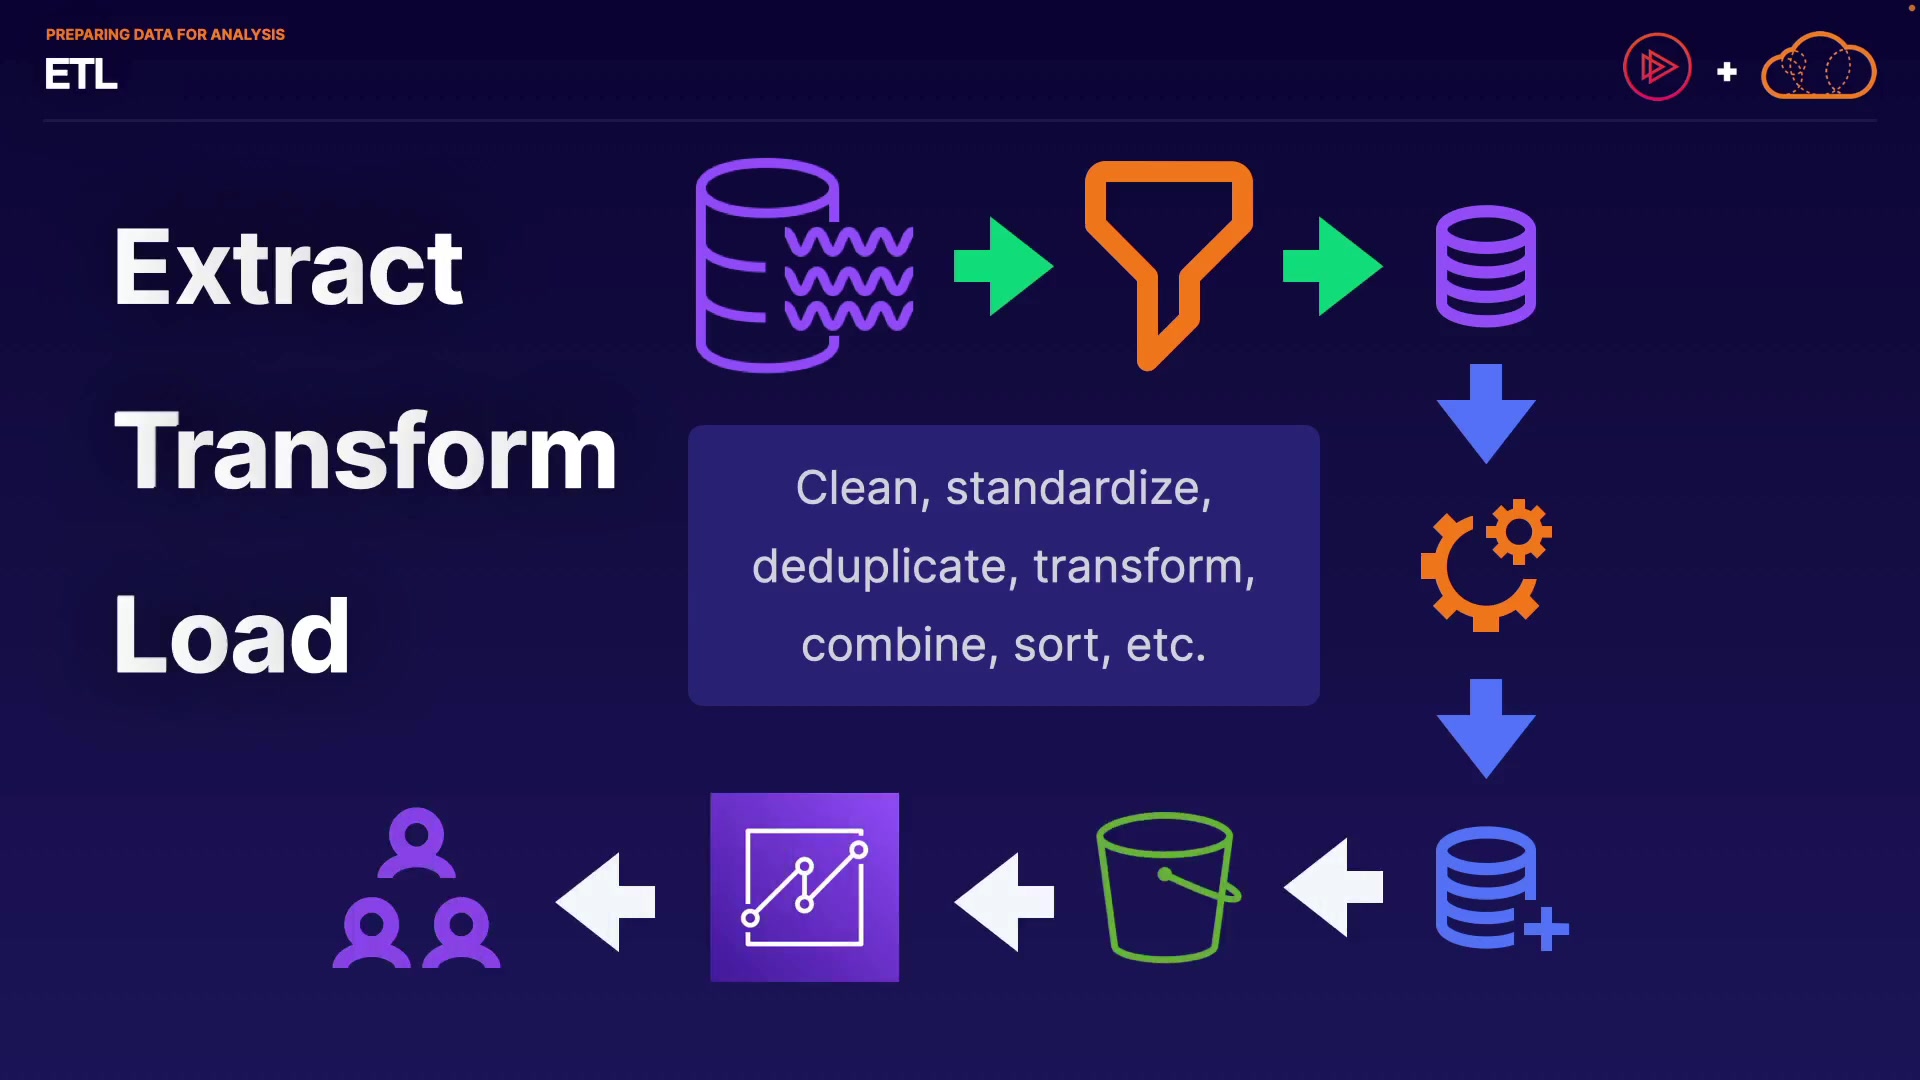 PREPARING DATA FOR ANALYSIS
ETL
Extract
Transform
Load
Clean, standardize,
deduplicate, transform,
combine, sort, etc.